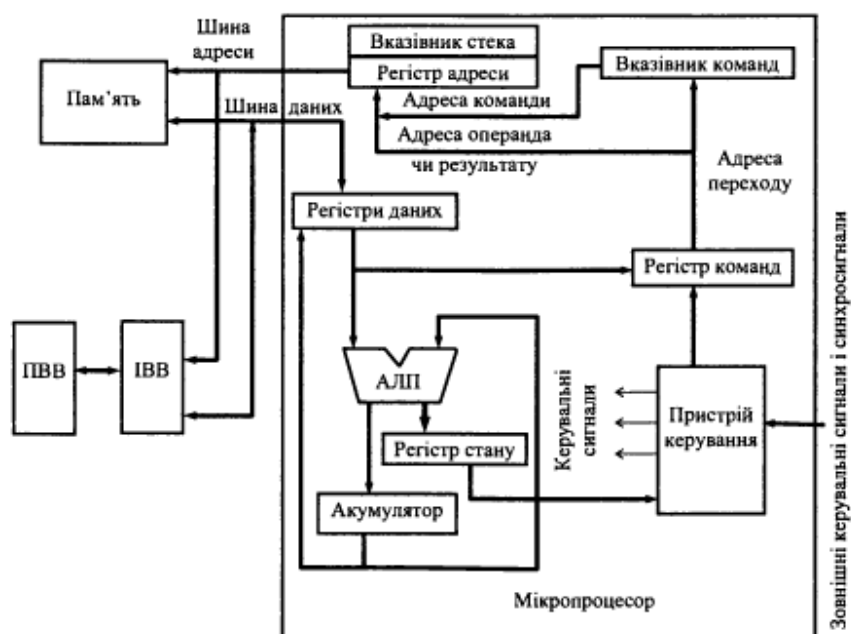 Шина
адреси
Вказівник стека
Регістр адреси
Вказівник команд
Пам’ять
Шина даних
Адреса команди
Адреса операнда
чи результату
Адреса
переходу
Регістри даних
Регістр команд
ПВВ
ІВВ
АЛП
Керувальні
сигнали
Пристрій
керування
Регістр стану
Акумулятор
Мікропроцесор
Зовнішні керувальні сигнали і синхросигнали